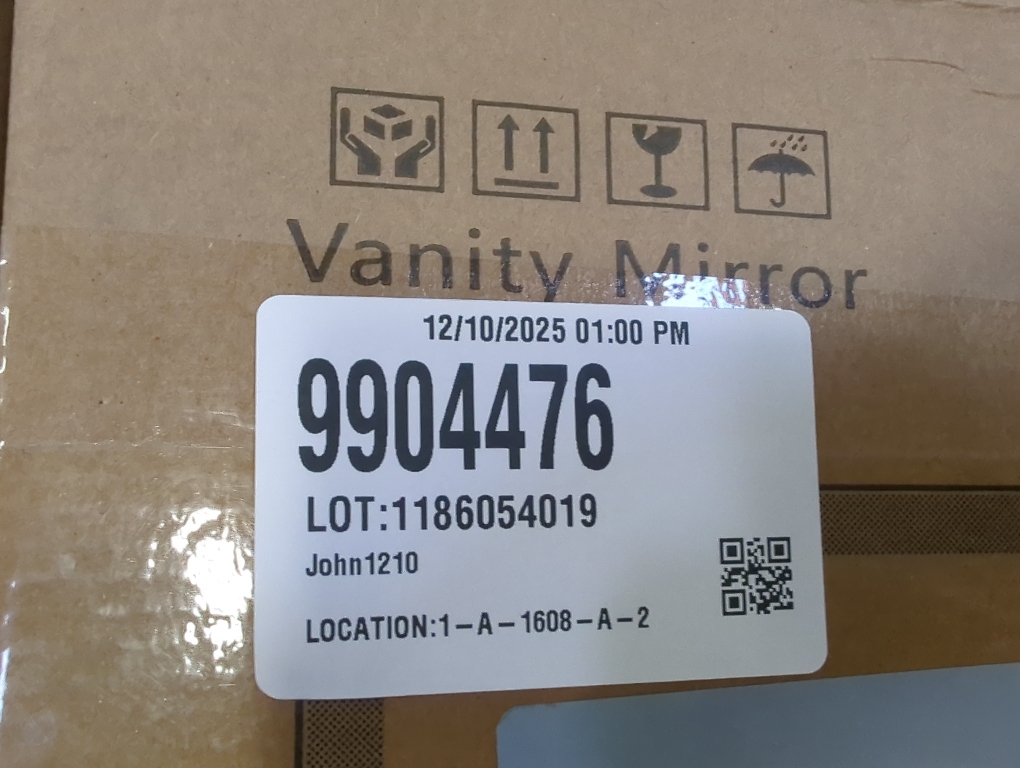 Vanity Mirror
12/10/2025 01:00 PM
9904476
LOT:1186054019
John1210
LOCATION:1-A-1608-A-2